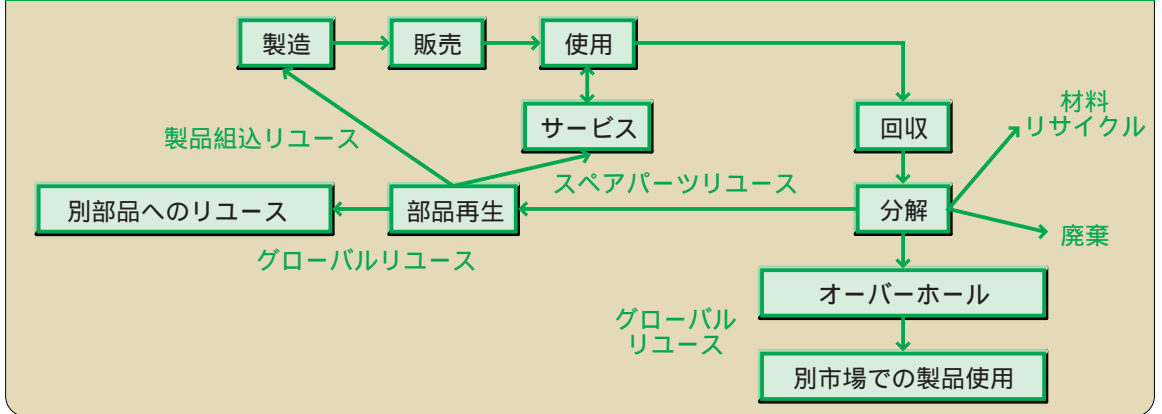 製造
販売
使用
サービス
回収
材料
リサイクル
製品組込リユース
スペアパーツリユース
別部品へのリユース
部品再生
分解
廃棄
グローバルリユース
オーバーホール
グローバル
リユース
別市場での製品使用